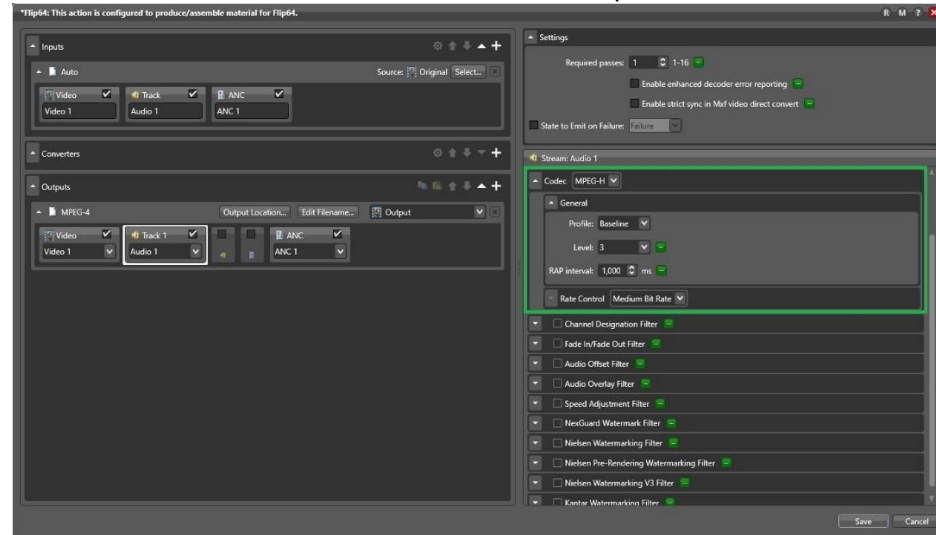 *Flip64: This action is configured to produce/assemble material for Flip64.
R M ? X
Inputs
Auto
Source: Original Select...
Video Track ANC
Video 1 Audio 1 ANC 1
Converters
Outputs
MPEG-4 Output Location... Edit Filename... Output
Video Track 1 ANC
Video 1 Audio 1 ANC 1
Settings
Required passes: 1 1-16
Enable enhanced decoder error reporting
Enable strict sync in Mxf video direct convert
State to Emit on Failure: Failure
Stream: Audio 1
Codec MPEG-H
General
Profile: Baseline
Level: 3
RAP interval: 1,000 ms
Rate Control Medium Bit Rate
Channel Designation Filter
Fade In/Fade Out Filter
Audio Offset Filter
Audio Overlay Filter
Speed Adjustment Filter
NexGuard Watermark Filter
Nielsen Watermarking Filter
Nielsen Pre-Rendering Watermarking Filter
Nielsen Watermarking V3 Filter
Kantar Watermarking Filter
Save Cancel